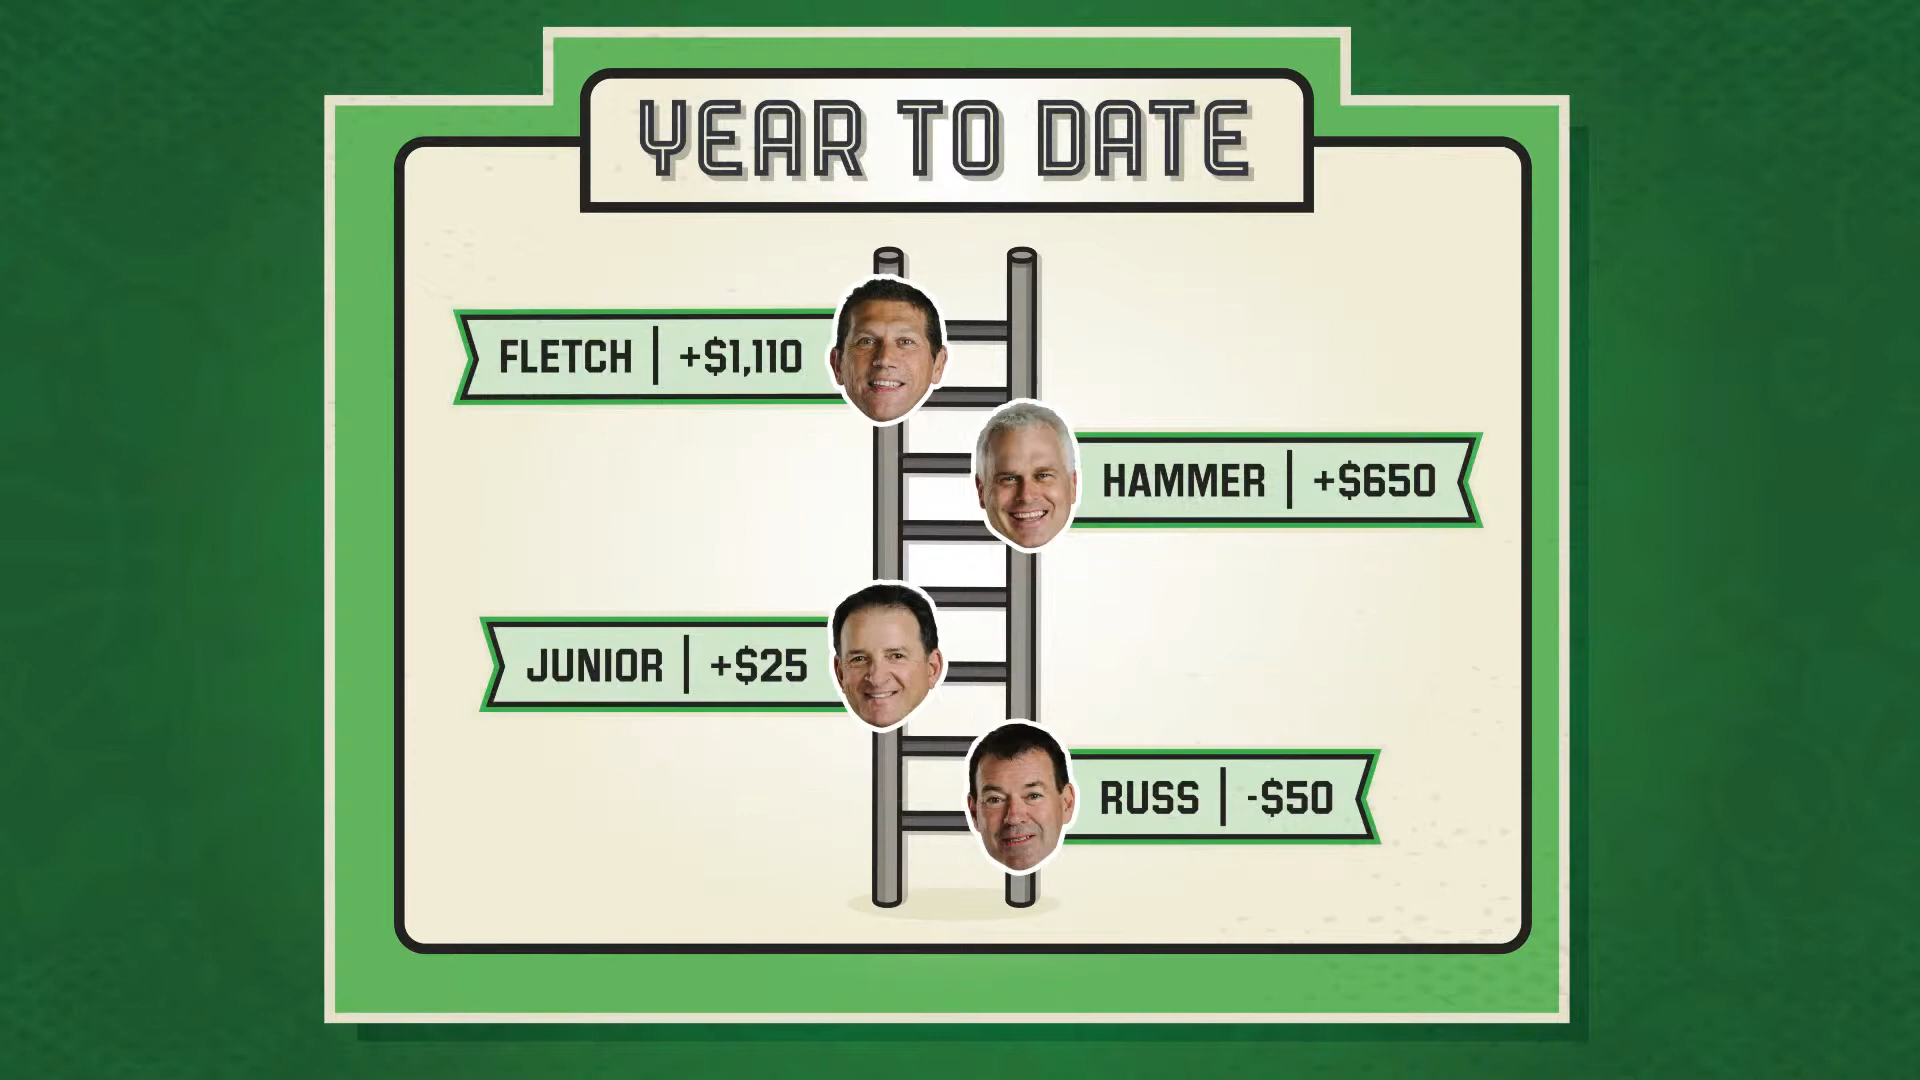 YEAR TO DATE
FLETCH | +$1,110
HAMMER | +$650
JUNIOR | +$25
RUSS | -$50